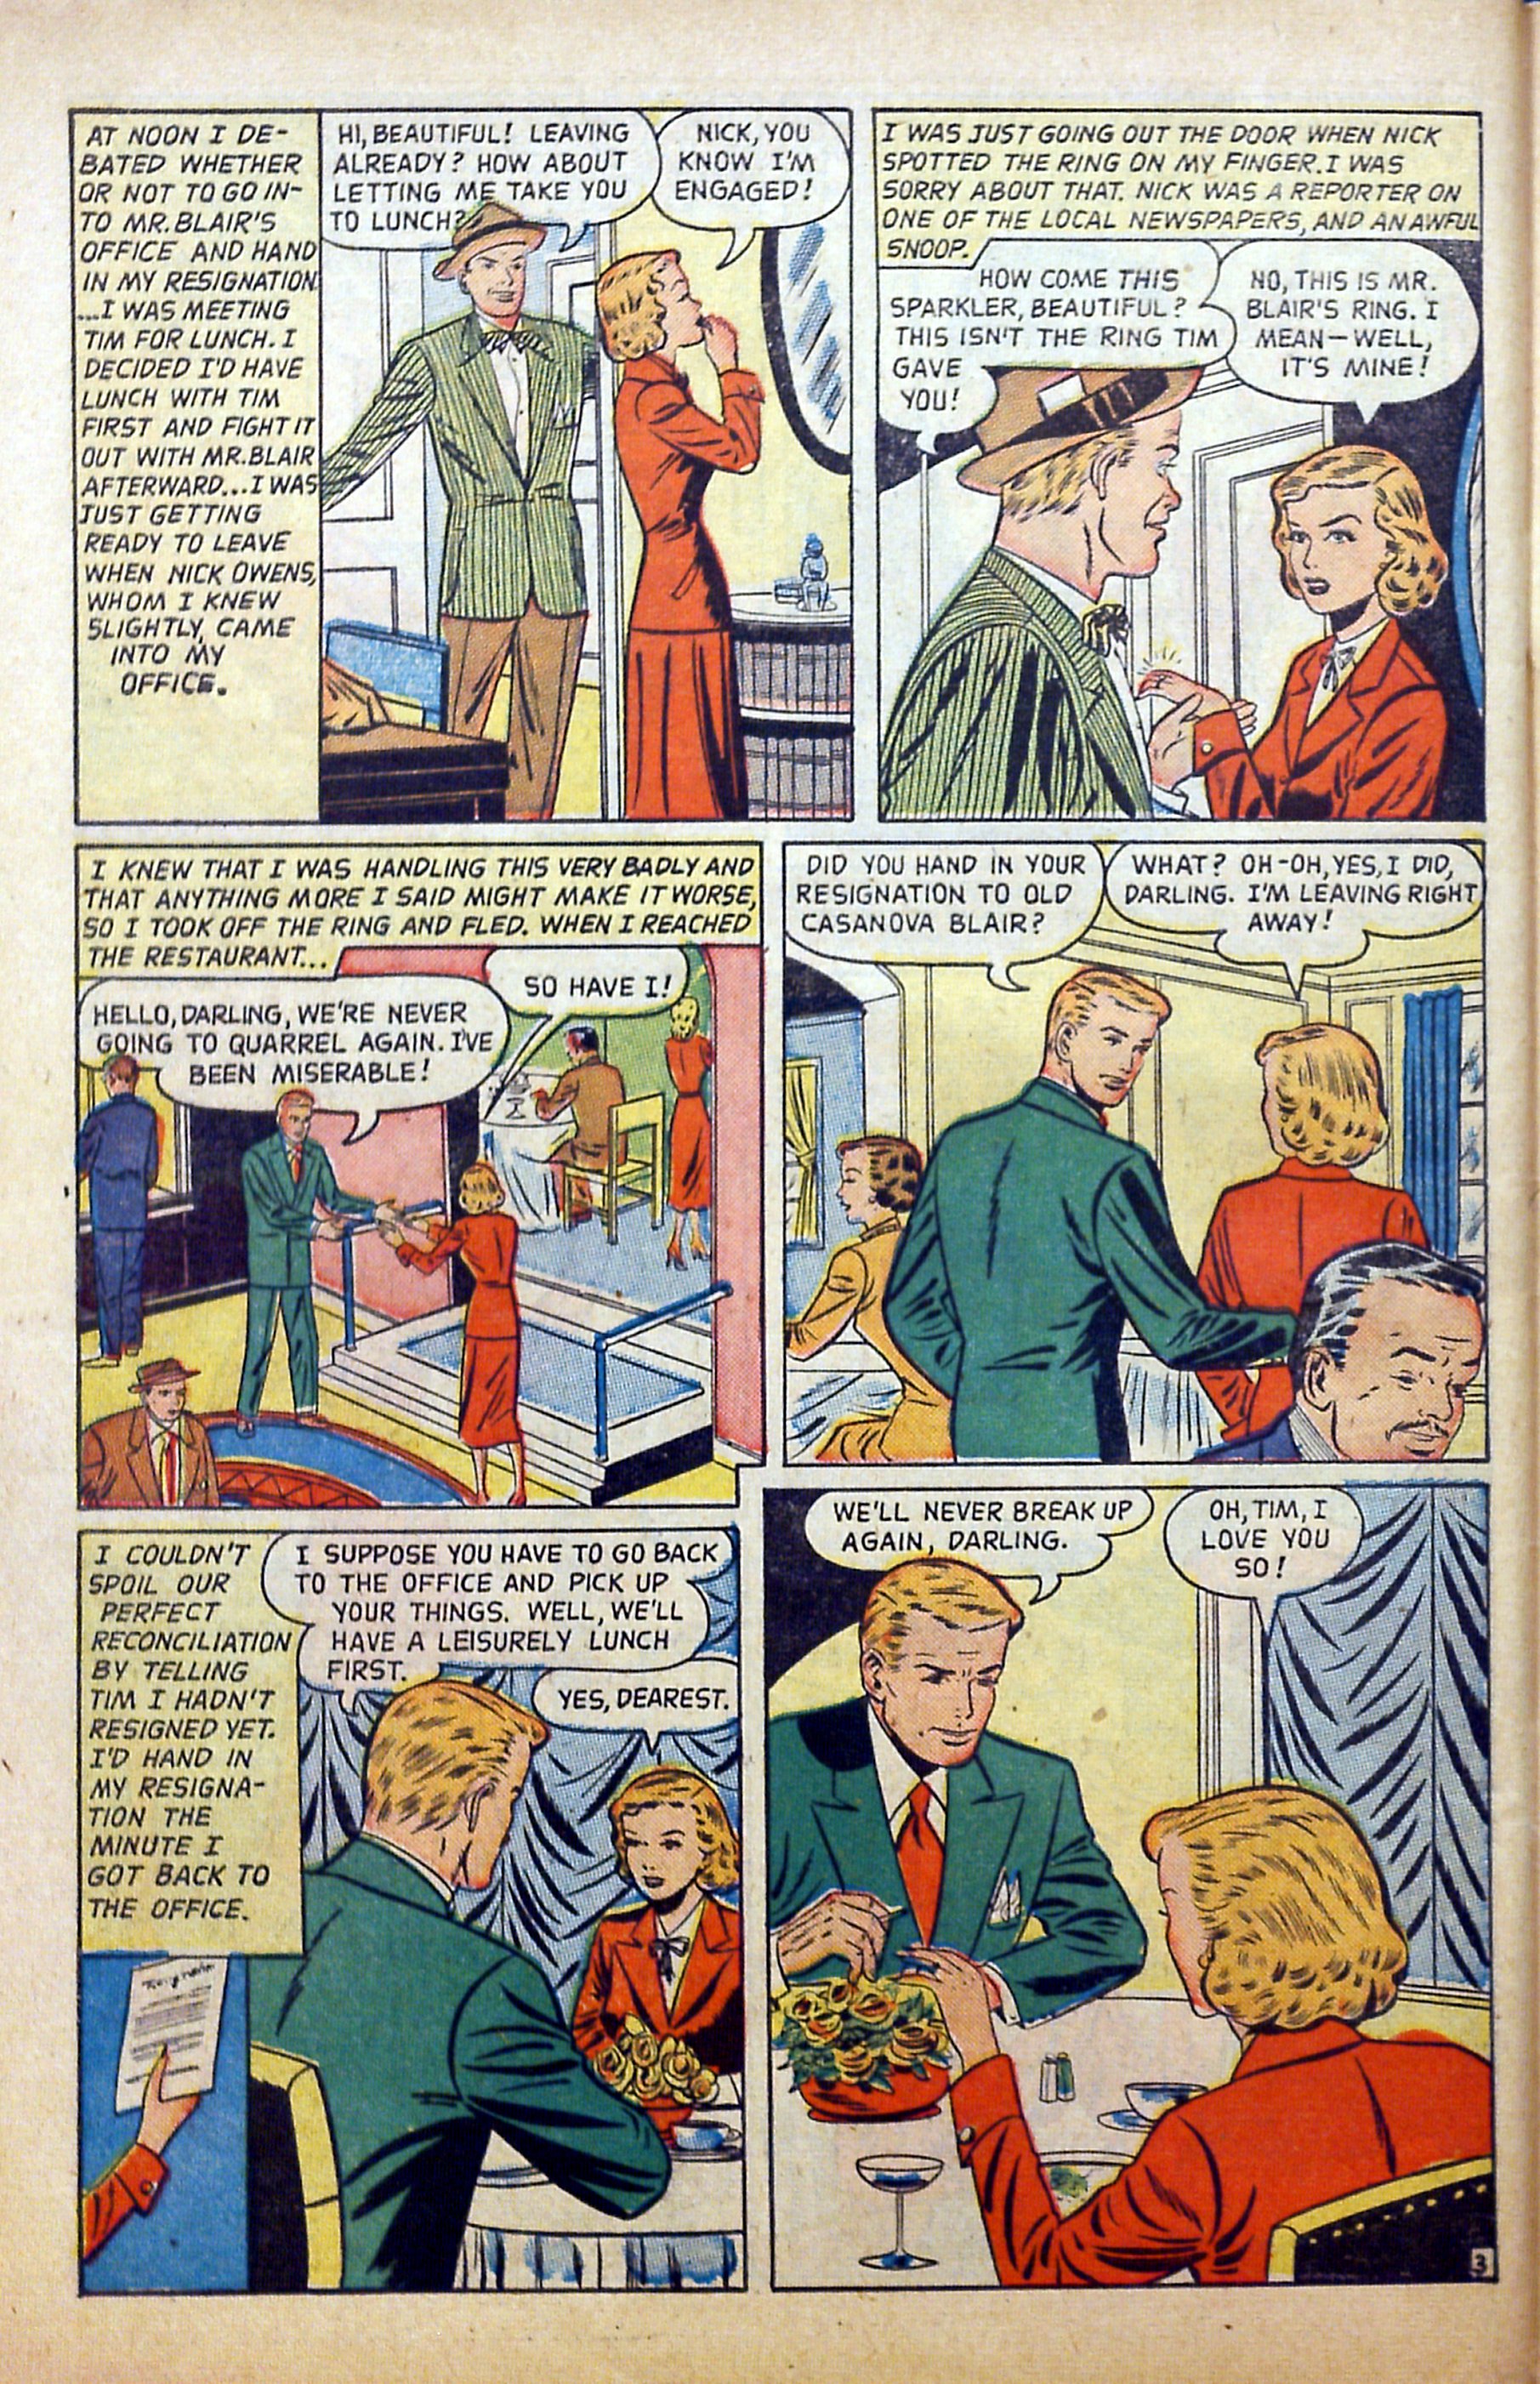 AT NOON I DE-
BATED WHETHER
OR NOT TO GO IN-
TO MR. BLAIR'S
OFFICE AND HAND
IN MY RESIGNATION
...I WAS MEETING
TIM FOR LUNCH. I
DECIDED I'D HAVE
LUNCH WITH TIM
FIRST AND FIGHT IT
OUT WITH MR. BLAIR
AFTERWARD...I WAS
JUST GETTING
READY TO LEAVE
WHEN NICK OWENS,
WHOM I KNEW
SLIGHTLY, CAME
INTO MY
OFFICE.
HI, BEAUTIFUL! LEAVING
ALREADY? HOW ABOUT
LETTING ME TAKE YOU
TO LUNCH?
NICK, YOU
KNOW I'M
ENGAGED!
I WAS JUST GOING OUT THE DOOR WHEN NICK
SPOTTED THE RING ON MY FINGER. I WAS
SORRY ABOUT THAT. NICK WAS A REPORTER ON
ONE OF THE LOCAL NEWSPAPERS, AND AN AWFUL
SNOOP.
HOW COME THIS
SPARKLER, BEAUTIFUL?
THIS ISN'T THE RING TIM
GAVE
YOU!
NO, THIS IS MR.
BLAIR'S RING. I
MEAN—WELL,
IT'S MINE!
I KNEW THAT I WAS HANDLING THIS VERY BADLY AND
THAT ANYTHING MORE I SAID MIGHT MAKE IT WORSE,
SO I TOOK OFF THE RING AND FLED. WHEN I REACHED
THE RESTAURANT...
HELLO, DARLING, WE'RE NEVER
GOING TO QUARREL AGAIN. I'VE
BEEN MISERABLE!
SO HAVE I!
DID YOU HAND IN YOUR
RESIGNATION TO OLD
CASANOVA BLAIR?
WHAT? OH-OH, YES, I DID,
DARLING. I'M LEAVING RIGHT
AWAY!
I COULDN'T
SPOIL OUR
PERFECT
RECONCILIATION
BY TELLING
TIM I HADN'T
RESIGNED YET.
I'D HAND IN
MY RESIGNA-
TION THE
MINUTE I
GOT BACK TO
THE OFFICE.
Resignation
I SUPPOSE YOU HAVE TO GO BACK
TO THE OFFICE AND PICK UP
YOUR THINGS. WELL, WE'LL
HAVE A LEISURELY LUNCH
FIRST.
YES, DEAREST.
WE'LL NEVER BREAK UP
AGAIN, DARLING.
OH, TIM, I
LOVE YOU
SO!
3